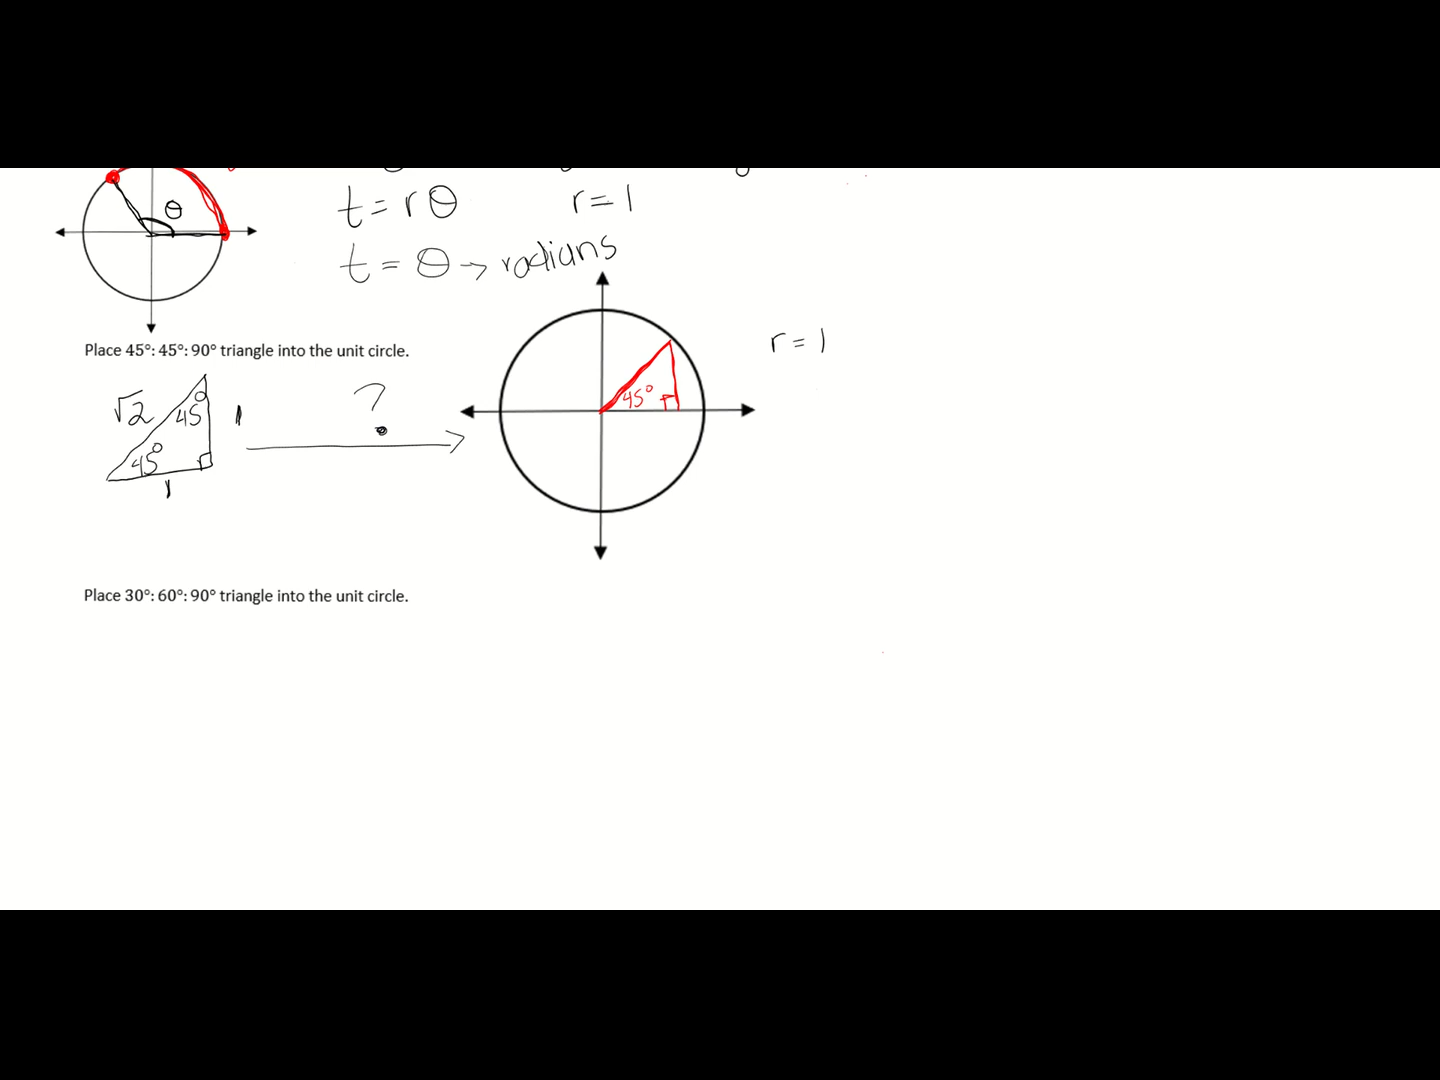 θ
t = rθ
r = 1
t = θ → radians
Place 45°: 45°: 90° triangle into the unit circle.
r = 1
√2
45°
1
?
45°
45°
1
Place 30°: 60°: 90° triangle into the unit circle.